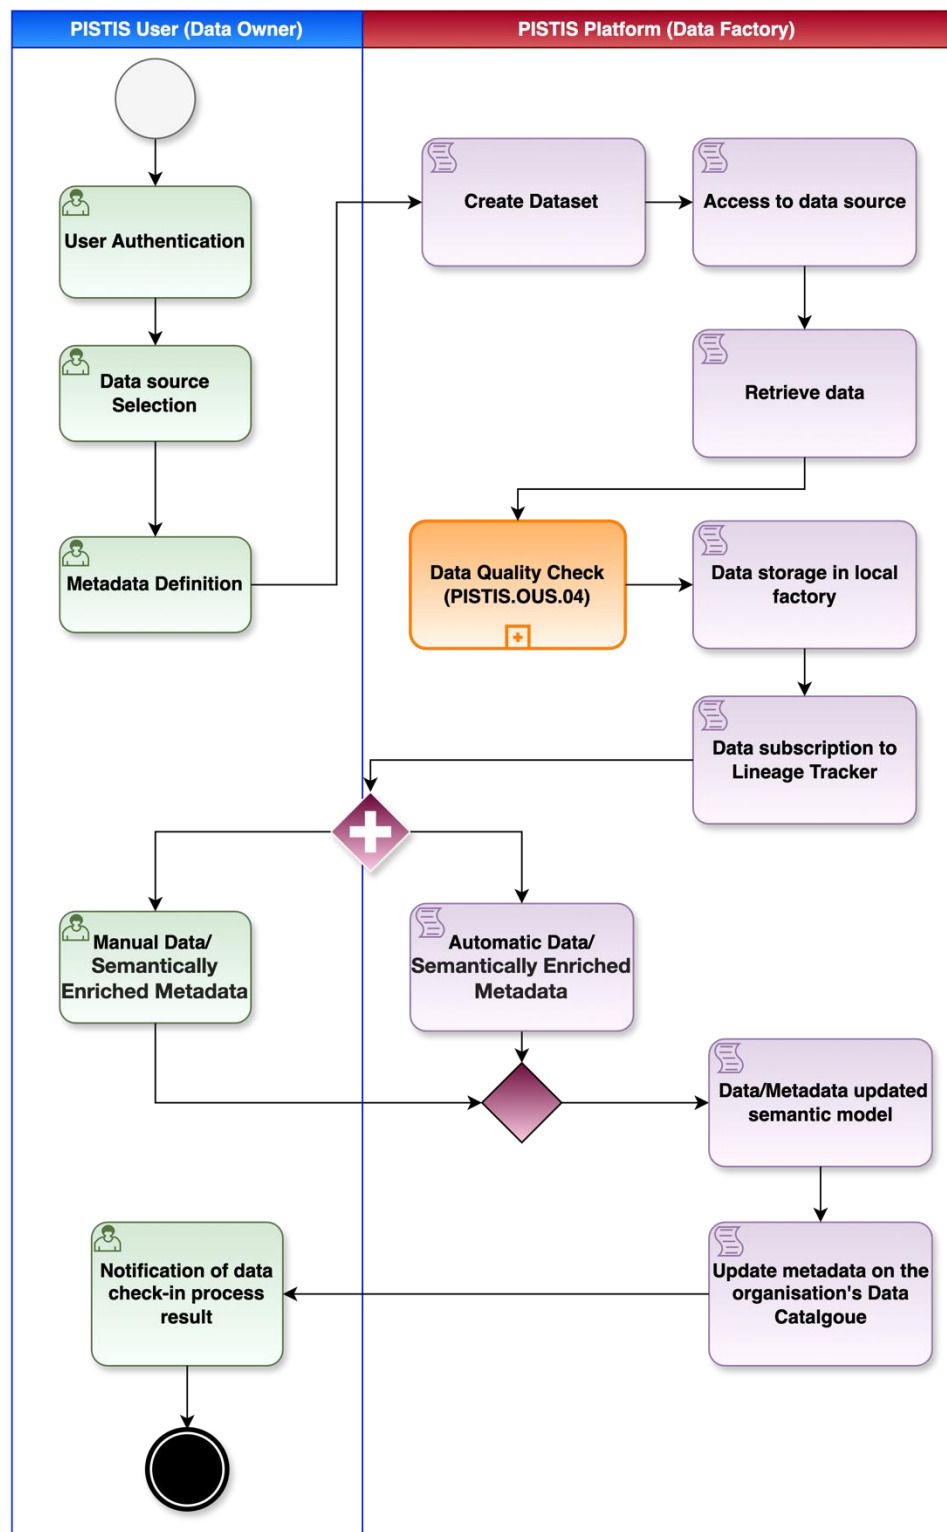 PISTIS User (Data Owner)
PISTIS Platform (Data Factory)
User Authentication
Data source
Selection
Metadata Definition
Create Dataset
Access to data source
Retrieve data
Data Quality Check
(PISTIS.OUS.04)
Data storage in local
factory
Data subscription to
Lineage Tracker
Manual Data/
Semantically
Enriched Metadata
Automatic Data/
Semantically Enriched
Metadata
Data/Metadata updated
semantic model
Update metadata on the
organisation's Data
Catalgoue
Notification of data
check-in process
result